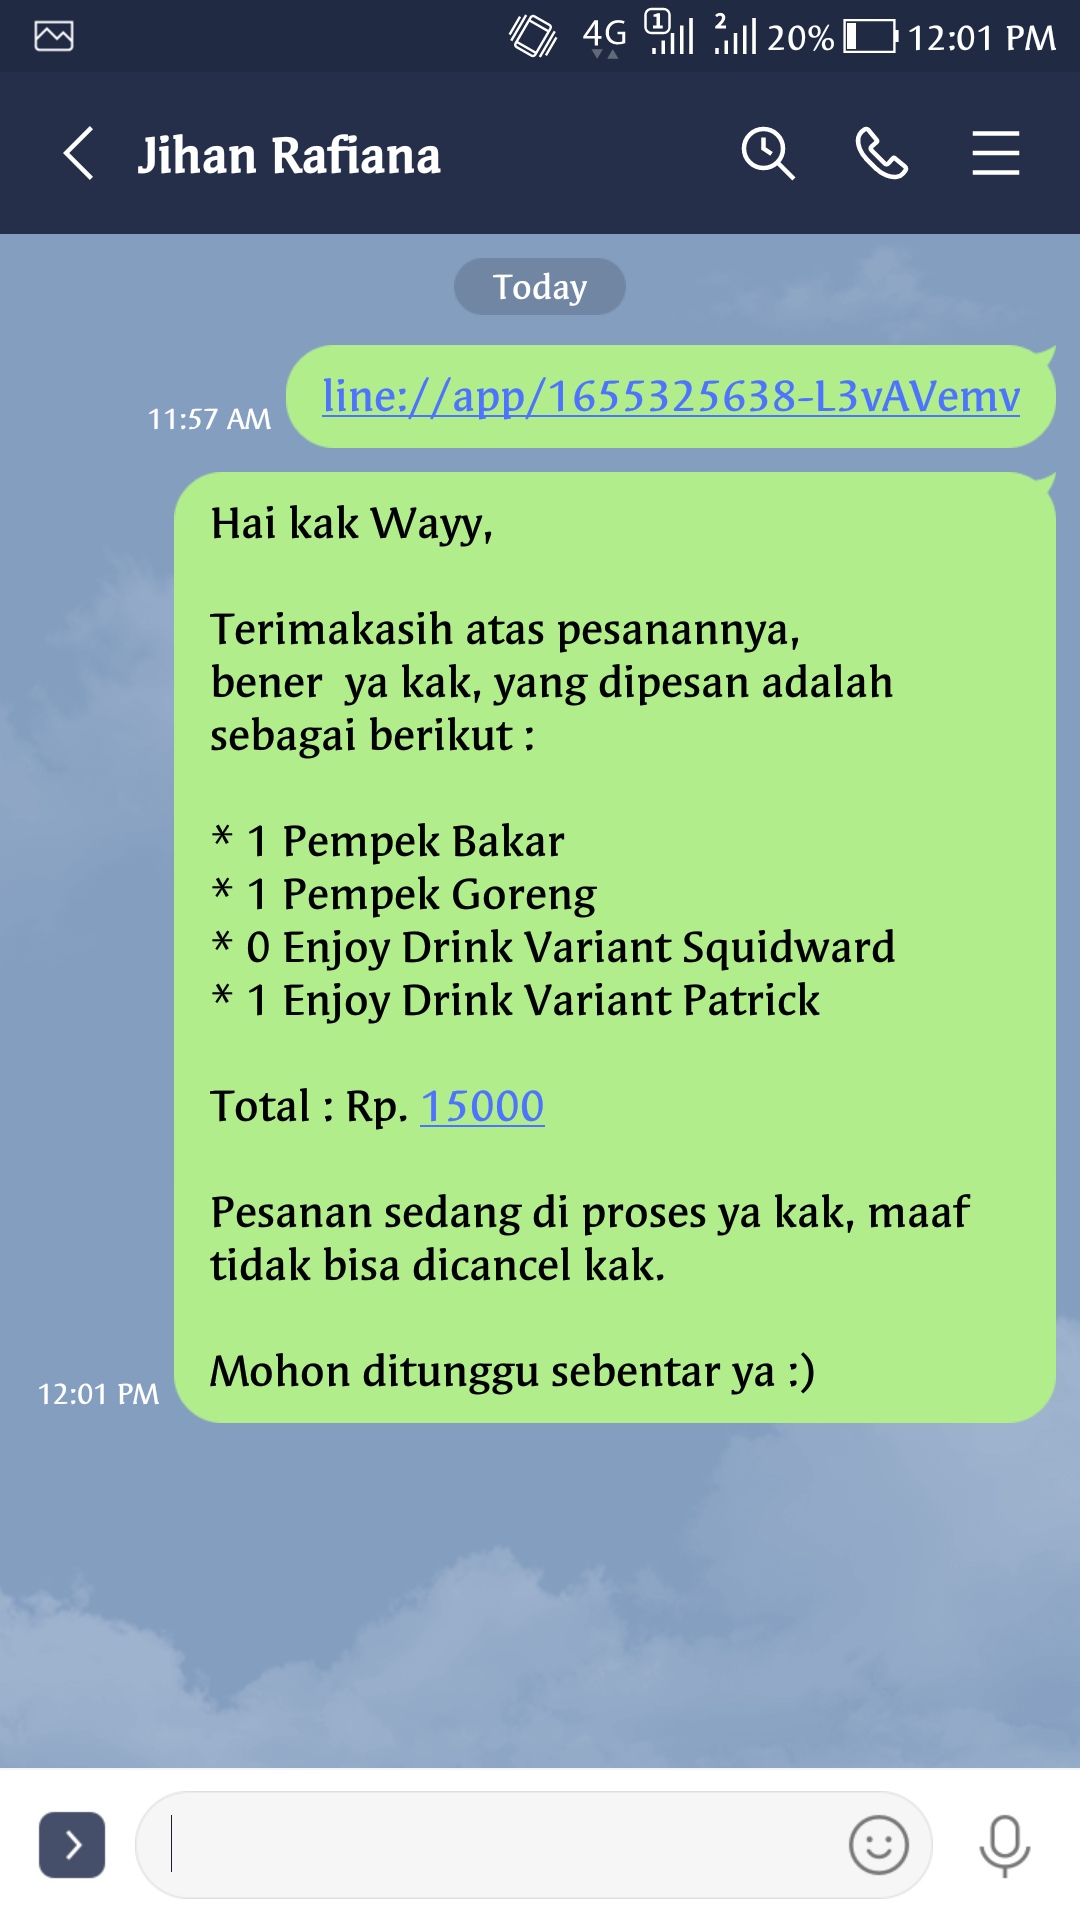 4G 1 2 20% 12:01 PM
Jihan Rafiana
Today
line://app/1655325638-L3vAVemv
11:57 AM
Hai kak Wayy,
Terimakasih atas pesanannya,
bener  ya kak, yang dipesan adalah
sebagai berikut :
* 1 Pempek Bakar
* 1 Pempek Goreng
* 0 Enjoy Drink Variant Squidward
* 1 Enjoy Drink Variant Patrick
Total : Rp. 15000
Pesanan sedang di proses ya kak, maaf
tidak bisa dicancel kak.
Mohon ditunggu sebentar ya :)
12:01 PM